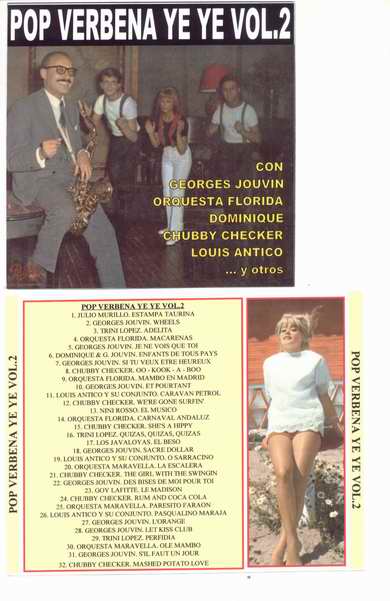 POP VERBENA YE YE VOL.2
CON
GEORGES JOUVIN
ORQUESTA FLORIDA
DOMINIQUE
CHUBBY CHECKER
LOUIS ANTICO
... y otros
POP VERBENA YE YE VOL.2
POP VERBENA YE YE VOL.2
1. JULIO MURILLO. ESTAMPA TAURINA
2. GEORGES JOUVIN. WHEELS
3. TRINI LOPEZ. ADELITA
4. ORQUESTA FLORIDA. MACARENAS
5. GEORGES JOUVIN. JE NE VOIS QUE TOI
6. DOMINIQUE & G. JOUVIN. ENFANTS DE TOUS PAYS
7. GEORGES JOUVIN. SI TU VEUX ETRE HEUREUX
8. CHUBBY CHECKER. OO - KOOK - A - BOO
9. ORQUESTA FLORIDA. MAMBO EN MADRID
10. GEORGES JOUVIN. ET POURTANT
11. LOUIS ANTICO Y SU CONJUNTO. CARAVAN PETROL
12. CHUBBY CHECKER. WE'RE GONE SURFIN'
13. NINI ROSSO. EL MUSICO
14. ORQUESTA FLORIDA. CARNAVAL ANDALUZ
15. CHUBBY CHECKER. SHE'S A HIPPY
16. TRINI LOPEZ. QUIZAS, QUIZAS, QUIZAS
17. LOS JAVALOYAS. EL BESO
18. GEORGES JOUVIN. SACRE DOLLAR
19. LOUIS ANTICO Y SU CONJUNTO. O SARRACINO
20. ORQUESTA MARAVELLA. LA ESCALERA
21. CHUBBY CHECKER. THE GIRL WITH THE SWINGIN
22. GEORGES JOUVIN. DES BISES DE MOI POUR TOI
23. GOY LAFITTE. LE MADISON
24. CHUBBY CHECKER. RUM AND COCA COLA
25. ORQUESTA MARAVELLA. PARESITO FARAON
26. LOUIS ANTICO Y SU CONJUNTO. PASQUALINO MARAJA
27. GEORGES JOUVIN. L'ORANGE
28. GEORGES JOUVIN. LET KISS CLUB
29. TRINI LOPEZ. PERFIDIA
30. ORQUESTA MARAVELLA. OLE MAMBO
31. GEORGES JOUVIN. S'IL FAUT UN JOUR
32. CHUBBY CHECKER. MASHED POTATO LOVE
POP VERBENA YE YE VOL.2